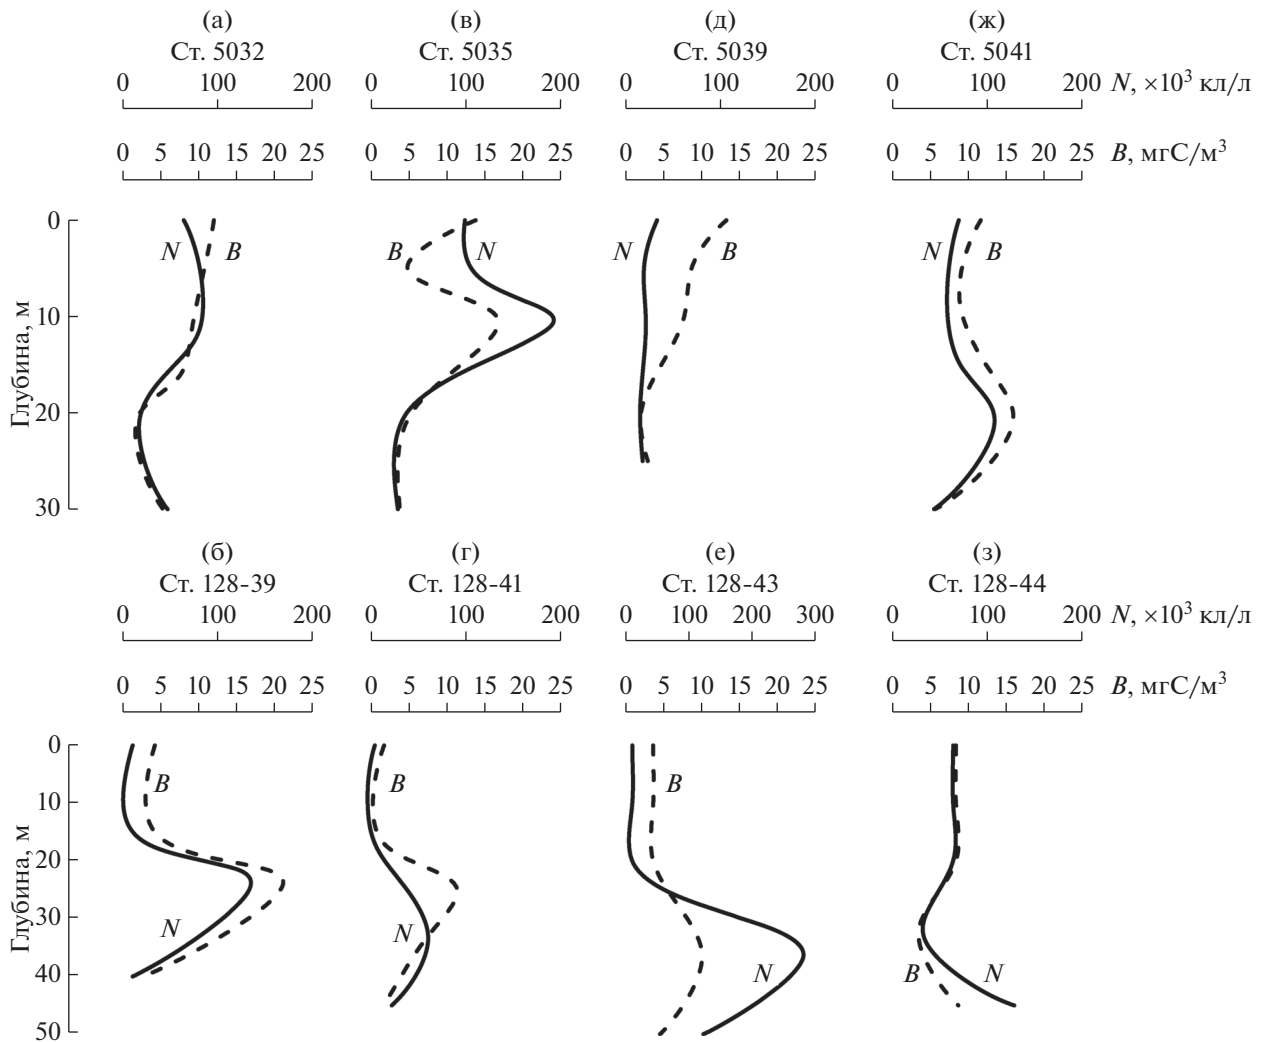 (а) (в) (д) (ж)
Ст. 5032 Ст. 5035 Ст. 5039 Ст. 5041
0 100 200 0 100 200 0 100 200 0 100 200 N, ×10³ кл/л
0 5 10 15 20 25 0 5 10 15 20 25 0 5 10 15 20 25 0 5 10 15 20 25 B, мгС/м³
0
N B B N N B N B
10
Глубина, м
20
30
(б) (г) (е) (з)
Ст. 128-39 Ст. 128-41 Ст. 128-43 Ст. 128-44
0 100 200 0 100 200 0 100 200 300 0 100 200 N, ×10³ кл/л
0 5 10 15 20 25 0 5 10 15 20 25 0 5 10 15 20 25 0 5 10 15 20 25 B, мгС/м³
0
B B B
10
20
Глубина, м
30
N N
40 N B N
50